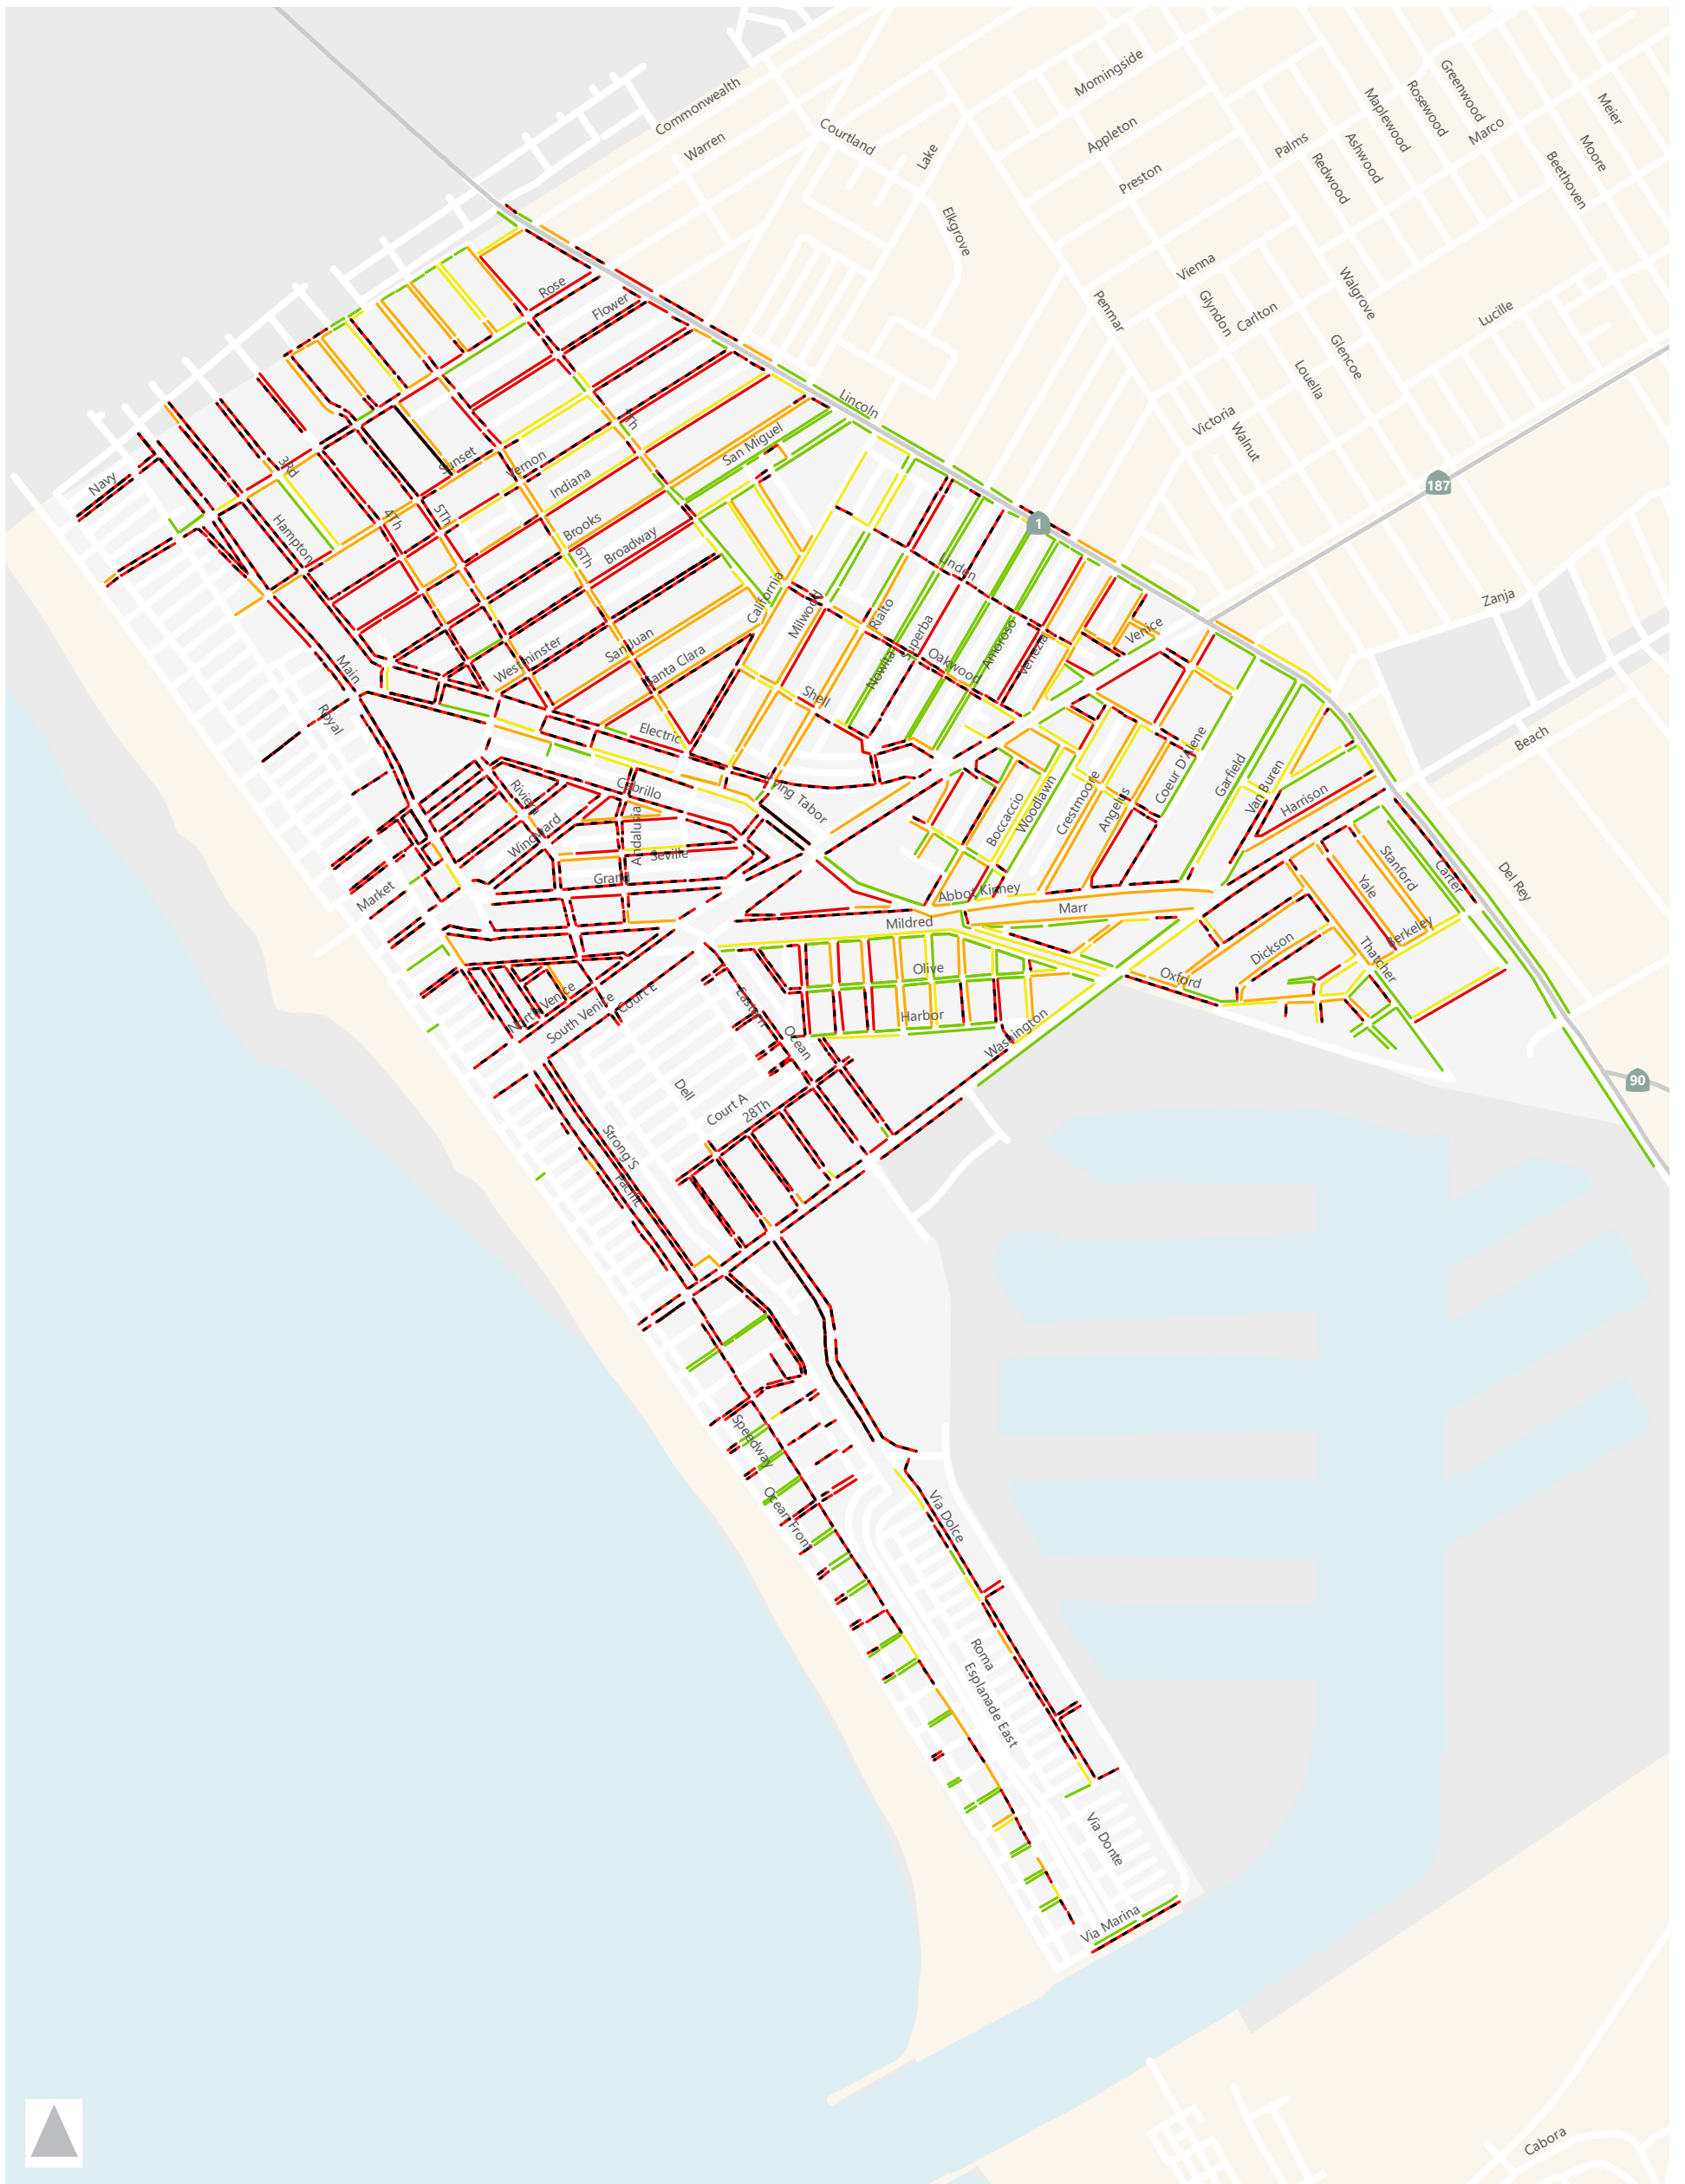 Commonwealth
Warren
Courtland
Lake
Elkgrove
Morningside
Appleton
Preston
Palms
Redwood
Ashwood
Maplewood
Rosewood
Greenwood
Marco
Meier
Moore
Beethoven
Vienna
Glyndon
Carlton
Walgrove
Glencoe
Louella
Lucille
Penmar
Victoria
Walnut
187
1
Zanja
Beach
Rose
Flower
Lincoln
7Th
San Miguel
Sunset
Vernon
Indiana
Brooks
Broadway
6Th
Navy
3Rd
4Th
5Th
Hampton
Linden
California
Milwood
Rialto
Superba
Nowita
Oakwood
Amoroso
Venezia
Venice
Westminster
San Juan
Santa Clara
Shell
Electric
Main
Royal
Cabrillo
Irving Tabor
Riviera
Windward
Andalusia
Seville
Grand
Market
Boccaccio
Woodlawn
Crestmoore
Angelus
Coeur D'Alene
Garfield
Van Buren
Harrison
Abbot Kinney
Marr
Mildred
Stanford
Yale
Carter
Del Rey
Berkeley
Thatcher
Dickson
Oxford
Olive
Harbor
Washington
North Venice
South Venice
Court E
Eastern
Ocean
Dell
Court A
28Th
Strong'S
Pacific
90
Speedway
Ocean Front
Via Dolce
Roma
Esplanade East
Via Donte
Via Marina
Cabora